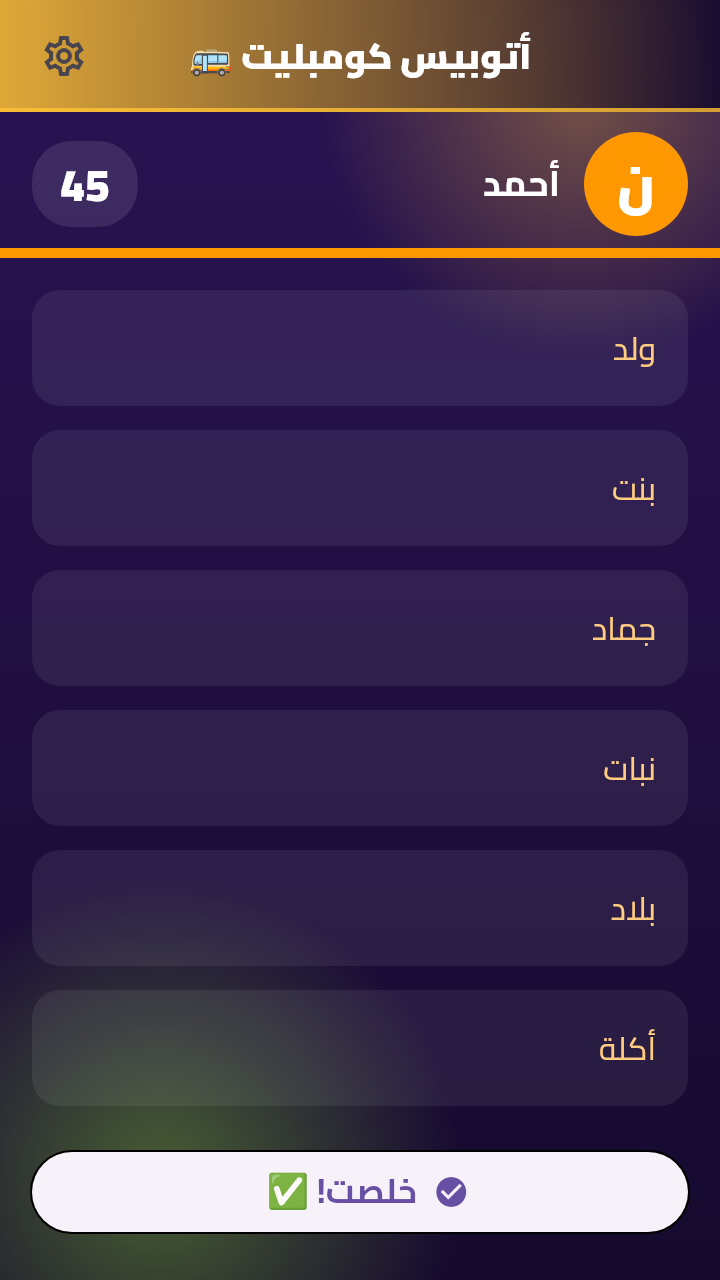 أتوبيس كومبليت 🚌
ن
أحمد
45
ولد
بنت
جماد
نبات
بلاد
أكلة
خلصت! ✅